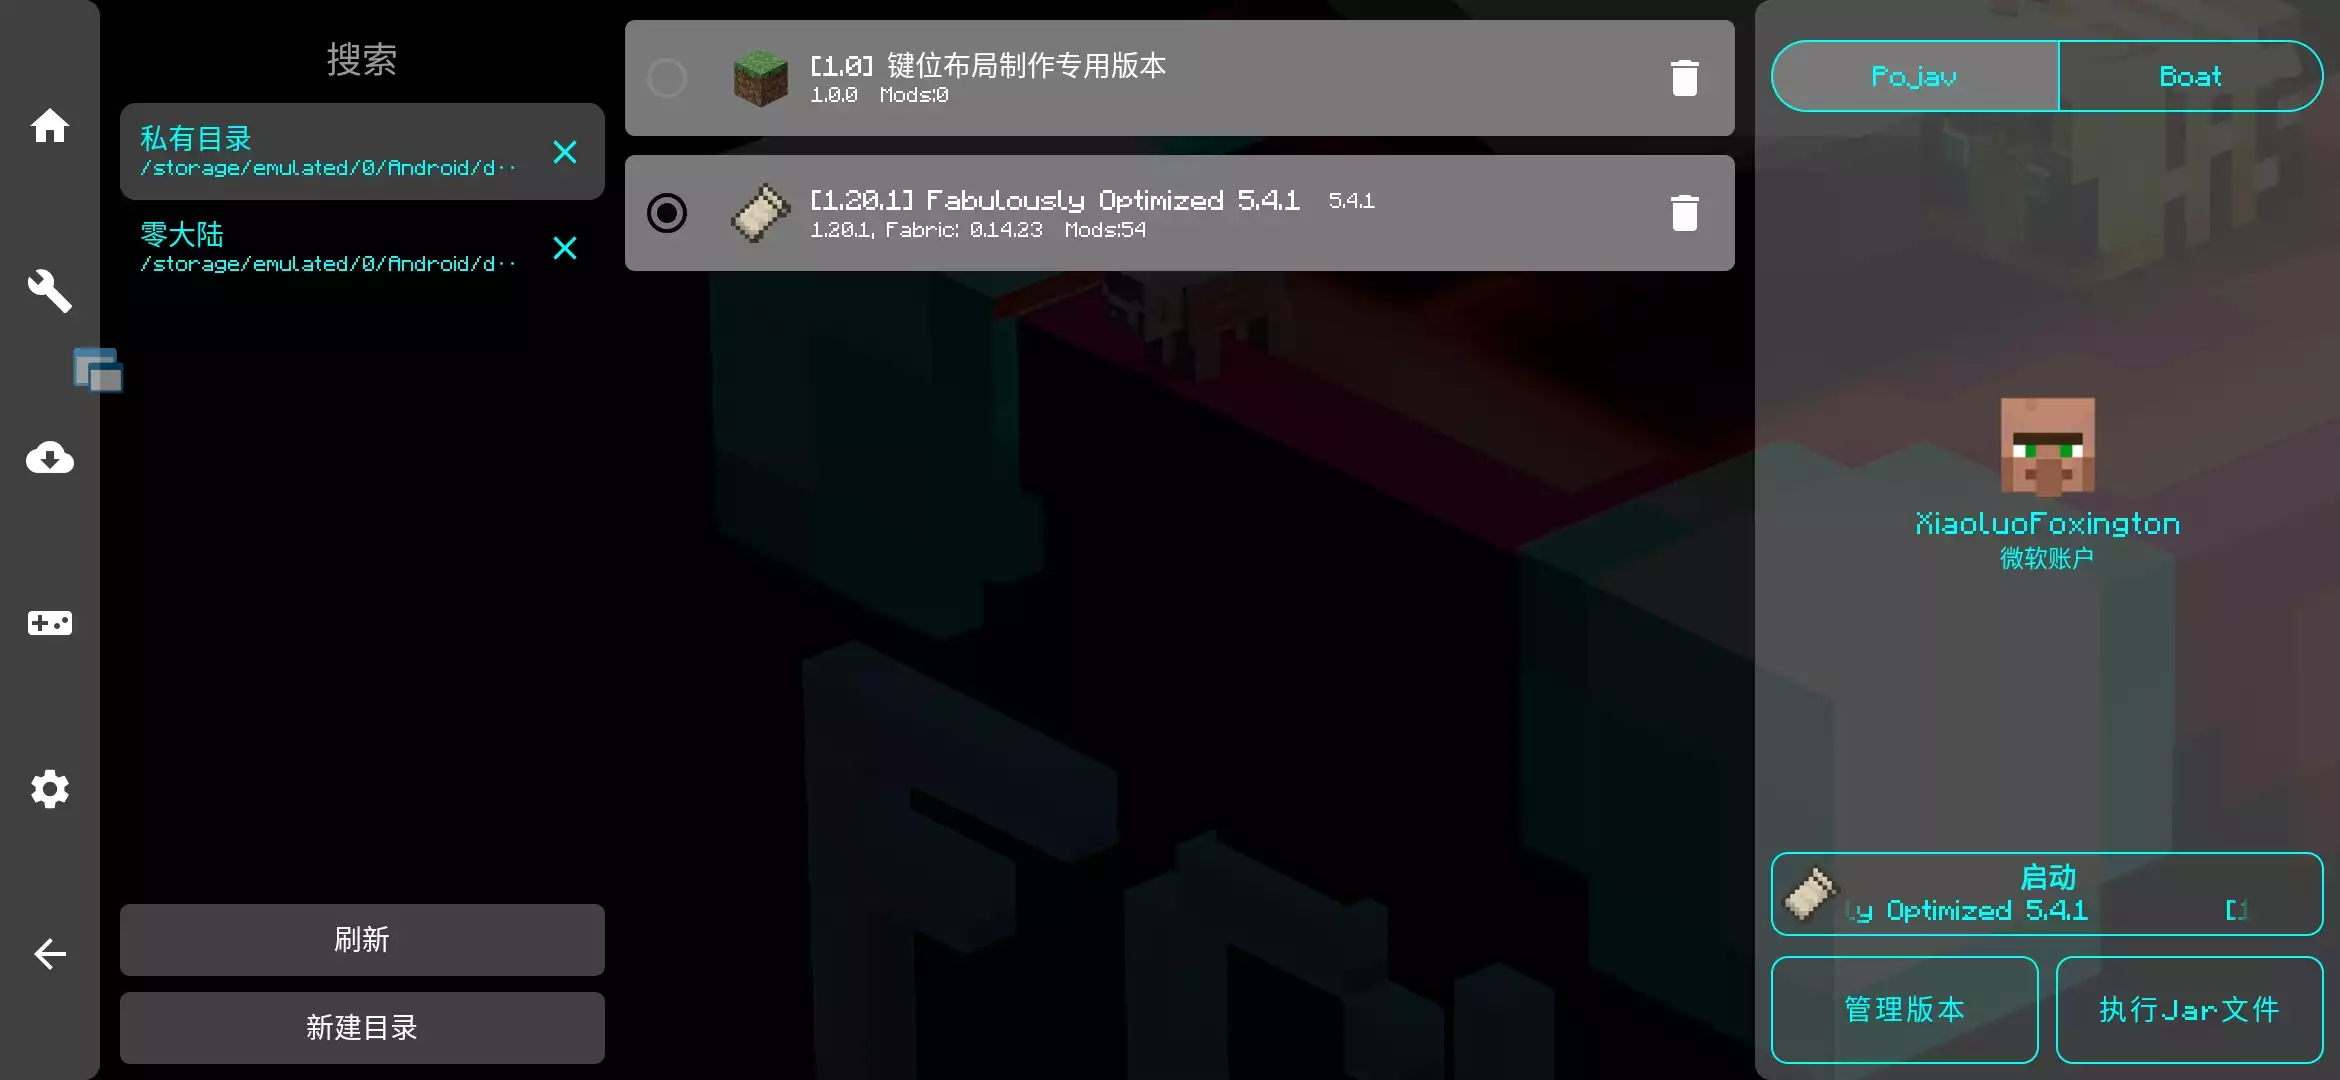 搜索
私有目录
/storage/emulated/0/Android/d··
零大陆
/storage/emulated/0/Android/d··
刷新
新建目录
[1.0] 键位布局制作专用版本
1.0.0 Mods:0
[1.20.1] Fabulously Optimized 5.4.1 5.4.1
1.20.1, Fabric: 0.14.23 Mods:54
Pojav Boat
XiaoluoFoxington
微软账户
启动
ly Optimized 5.4.1 [1
管理版本 执行Jar文件